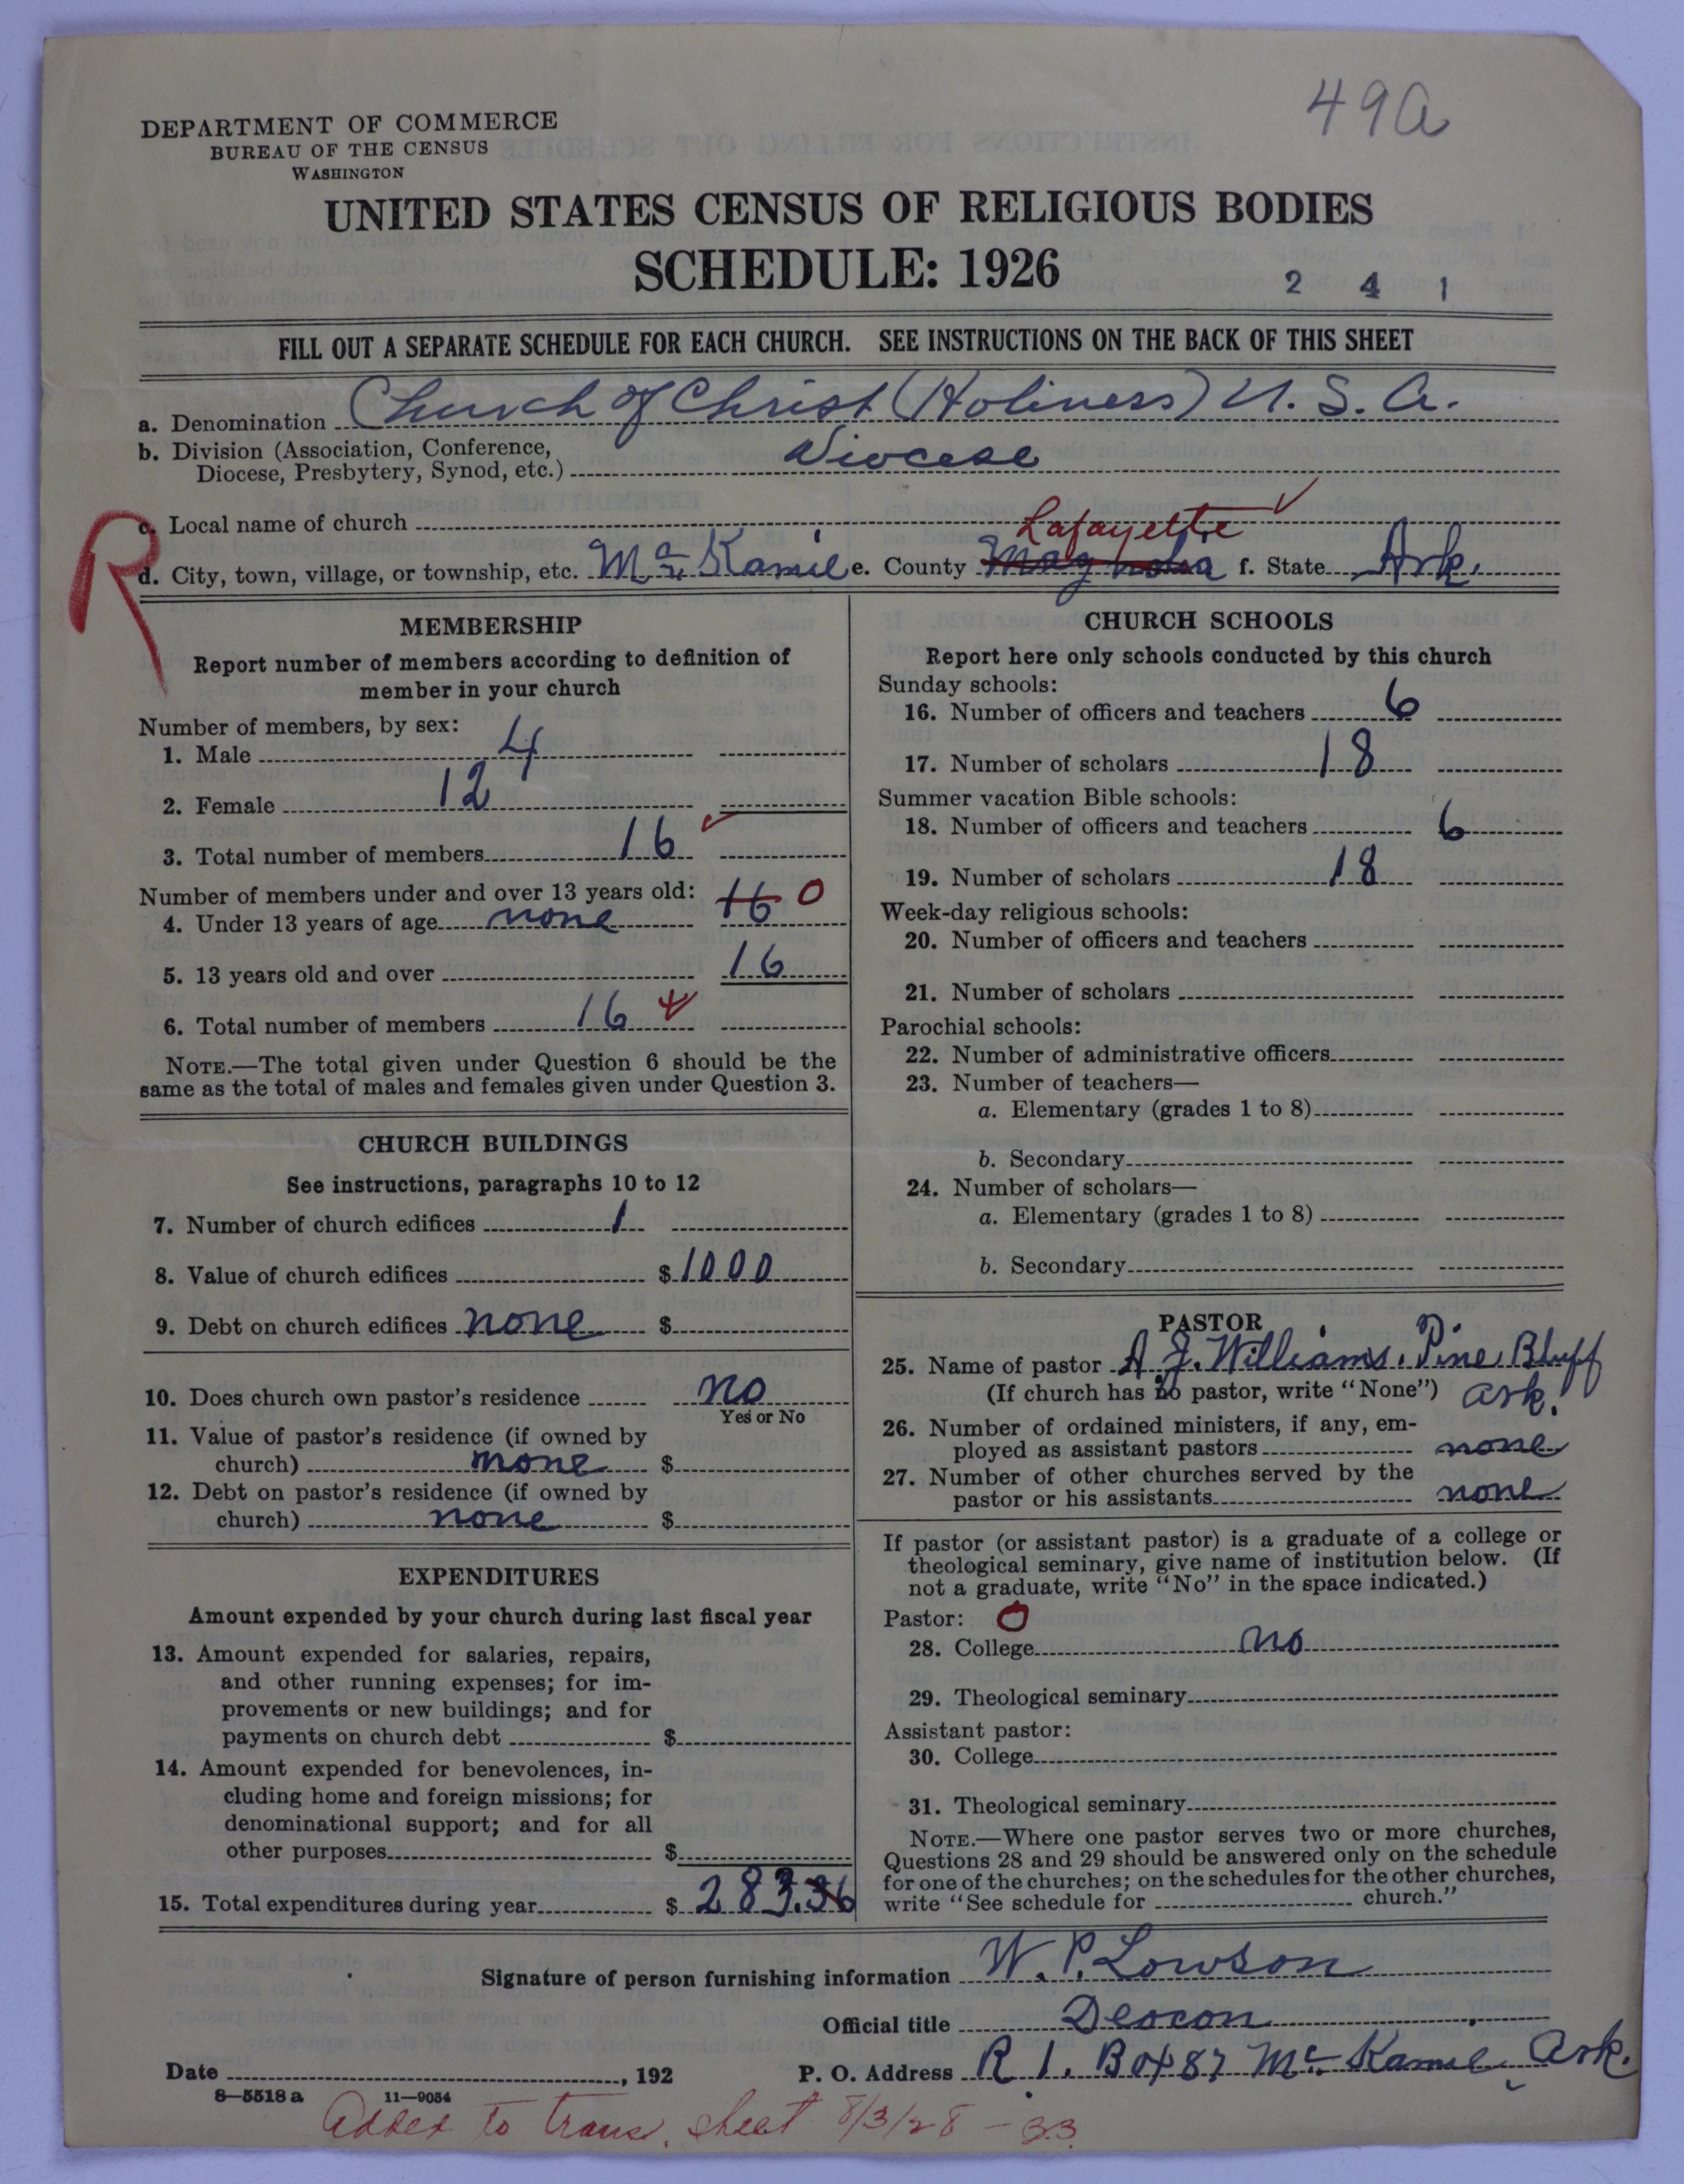 49a
DEPARTMENT OF COMMERCE
BUREAU OF THE CENSUS
WASHINGTON
UNITED STATES CENSUS OF RELIGIOUS BODIES
SCHEDULE: 1926
2 4 1
FILL OUT A SEPARATE SCHEDULE FOR EACH CHURCH. SEE INSTRUCTIONS ON THE BACK OF THIS SHEET
a. Denomination Church of Christ (Holiness) U.S.A.
b. Division (Association, Conference,
Diocese, Presbytery, Synod, etc.) Diocese
R
c. Local name of church
Lafayette ✓
d. City, town, village, or township, etc. Mc Kamie e. County Magnolia f. State Ark.
MEMBERSHIP
Report number of members according to definition of
member in your church
Number of members, by sex:
1. Male 4
2. Female 12
3. Total number of members 16 ✓
Number of members under and over 13 years old: 16 0
4. Under 13 years of age none
5. 13 years old and over 16
6. Total number of members 16
NOTE.—The total given under Question 6 should be the
same as the total of males and females given under Question 3.
CHURCH BUILDINGS
See instructions, paragraphs 10 to 12
7. Number of church edifices 1
8. Value of church edifices $ 1000
9. Debt on church edifices none $
10. Does church own pastor's residence no
Yes or No
11. Value of pastor's residence (if owned by
church) none $
12. Debt on pastor's residence (if owned by
church) none $
EXPENDITURES
Amount expended by your church during last fiscal year
13. Amount expended for salaries, repairs,
and other running expenses; for im-
provements or new buildings; and for
payments on church debt $
14. Amount expended for benevolences, in-
cluding home and foreign missions; for
denominational support; and for all
other purposes $
15. Total expenditures during year $ 283.36
CHURCH SCHOOLS
Report here only schools conducted by this church
Sunday schools:
16. Number of officers and teachers 6
17. Number of scholars 18
Summer vacation Bible schools:
18. Number of officers and teachers 6
19. Number of scholars 18
Week-day religious schools:
20. Number of officers and teachers
21. Number of scholars
Parochial schools:
22. Number of administrative officers
23. Number of teachers—
a. Elementary (grades 1 to 8)
b. Secondary
24. Number of scholars—
a. Elementary (grades 1 to 8)
b. Secondary
PASTOR
25. Name of pastor A J. Williams. Pine Bluff
(If church has no pastor, write "None") Ark.
26. Number of ordained ministers, if any, em-
ployed as assistant pastors none
27. Number of other churches served by the
pastor or his assistants none
If pastor (or assistant pastor) is a graduate of a college or
theological seminary, give name of institution below. (If
not a graduate, write "No" in the space indicated.)
Pastor: O
28. College no
29. Theological seminary
Assistant pastor:
30. College
31. Theological seminary
NOTE.—Where one pastor serves two or more churches,
Questions 28 and 29 should be answered only on the schedule
for one of the churches; on the schedules for the other churches,
write "See schedule for church."
Signature of person furnishing information W. P. Lowson
Official title Deocon
Date , 192 P. O. Address R 1. Box 87 Mc Kamie, Ark.
8—5518 a 11—9054
Added to trans. sheet 8/3/28 -